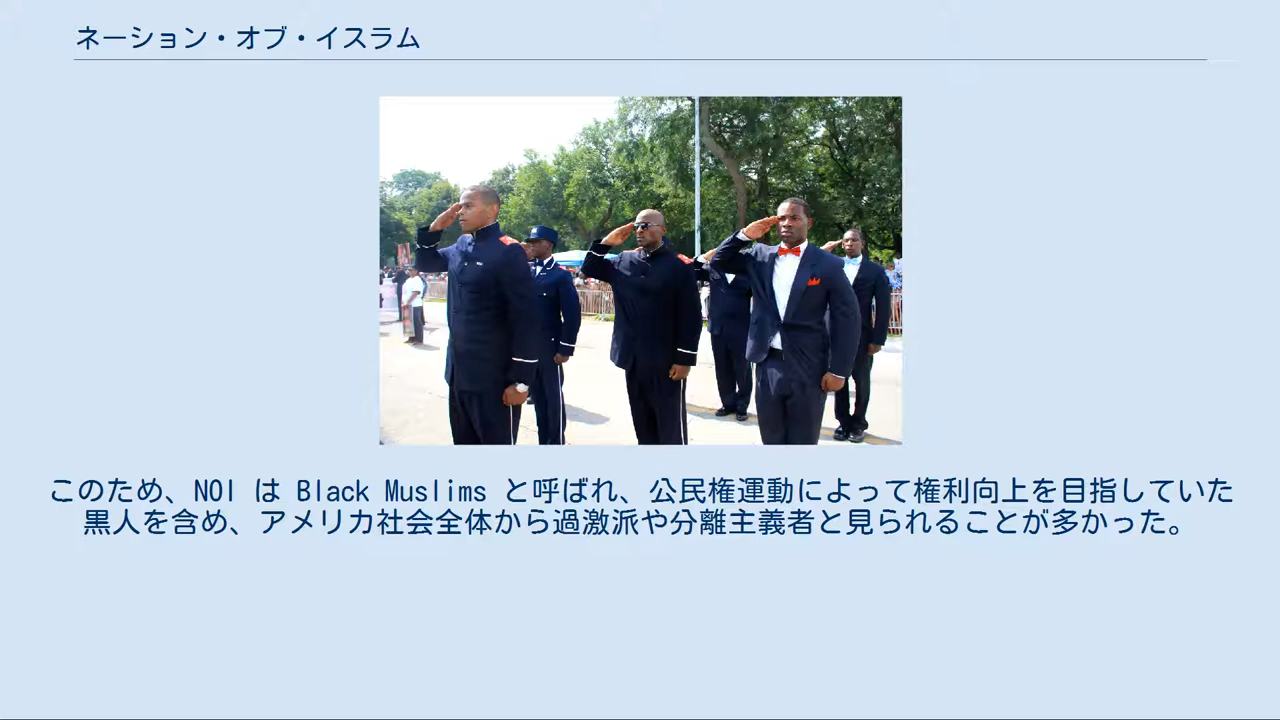 ネーション・オブ・イスラム
このため、NOI は Black Muslims と呼ばれ、公民権運動によって権利向上を目指していた
黒人を含め、アメリカ社会全体から過激派や分離主義者と見られることが多かった。